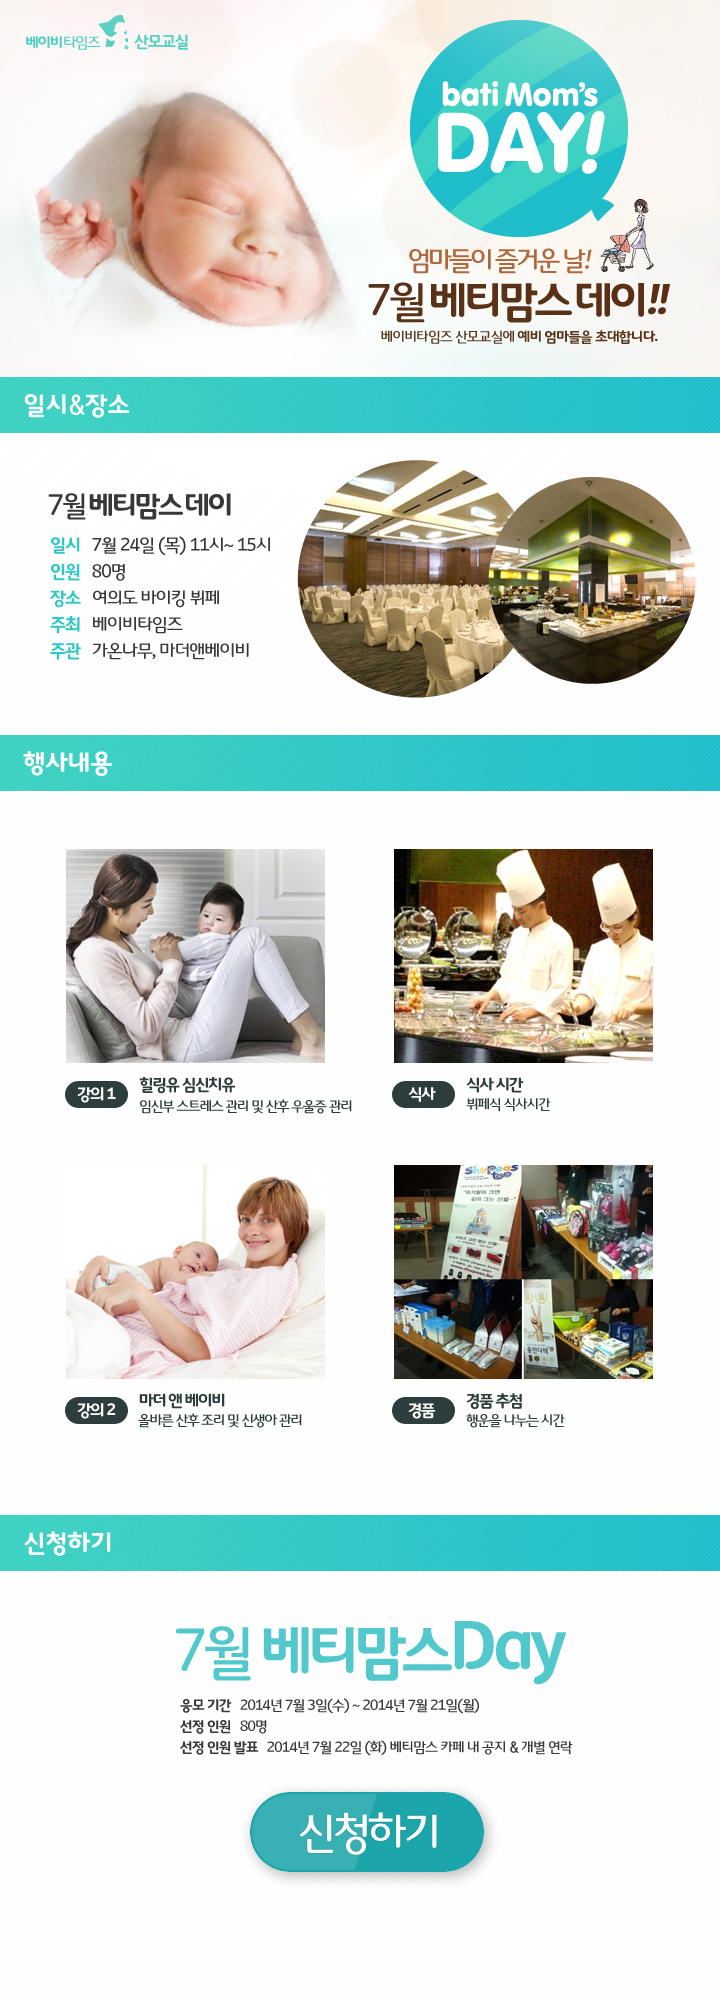 베이비타임즈 산모교실
bati Mom's
DAY!
엄마들이 즐거운 날!
7월 베티맘스 데이!!
베이비타임즈 산모교실에 예비 엄마들을 초대합니다.
일시&장소
7월 베티맘스 데이
일시 7월 24일 (목) 11시~ 15시
인원 80명
장소 여의도 바이킹 뷔페
주최 베이비타임즈
주관 가온나무, 마더앤베이비
행사내용
강의 1 힐링유 심신치유
임신부 스트레스 관리 및 산후 우울증 관리
식사 식사 시간
뷔페식 식사시간
"아기발이 크면
같이 크는 신발~"
강의 2 마더 앤 베이비
올바른 산후 조리 및 신생아 관리
경품 경품 추첨
행운을 나누는 시간
신청하기
7월 베티맘스Day
응모 기간 2014년 7월 3일(수) ~ 2014년 7월 21일(월)
선정 인원 80명
선정 인원 발표 2014년 7월 22일 (화) 베티맘스 카페 내 공지 & 개별 연락
신청하기